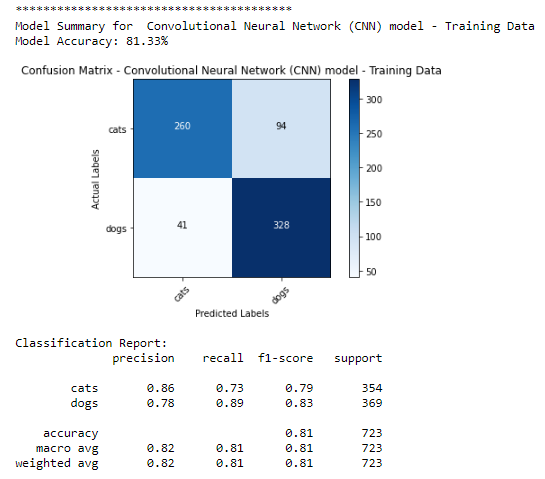 ****************************************
Model Summary for  Convolutional Neural Network (CNN) model - Training Data
Model Accuracy: 81.33%
Confusion Matrix - Convolutional Neural Network (CNN) model - Training Data
cats 260 94
dogs 41 328
Actual Labels
cats dogs
Predicted Labels
300
250
200
150
100
50
Classification Report:
precision recall f1-score support
cats 0.86 0.73 0.79 354
dogs 0.78 0.89 0.83 369
accuracy 0.81 723
macro avg 0.82 0.81 0.81 723
weighted avg 0.82 0.81 0.81 723